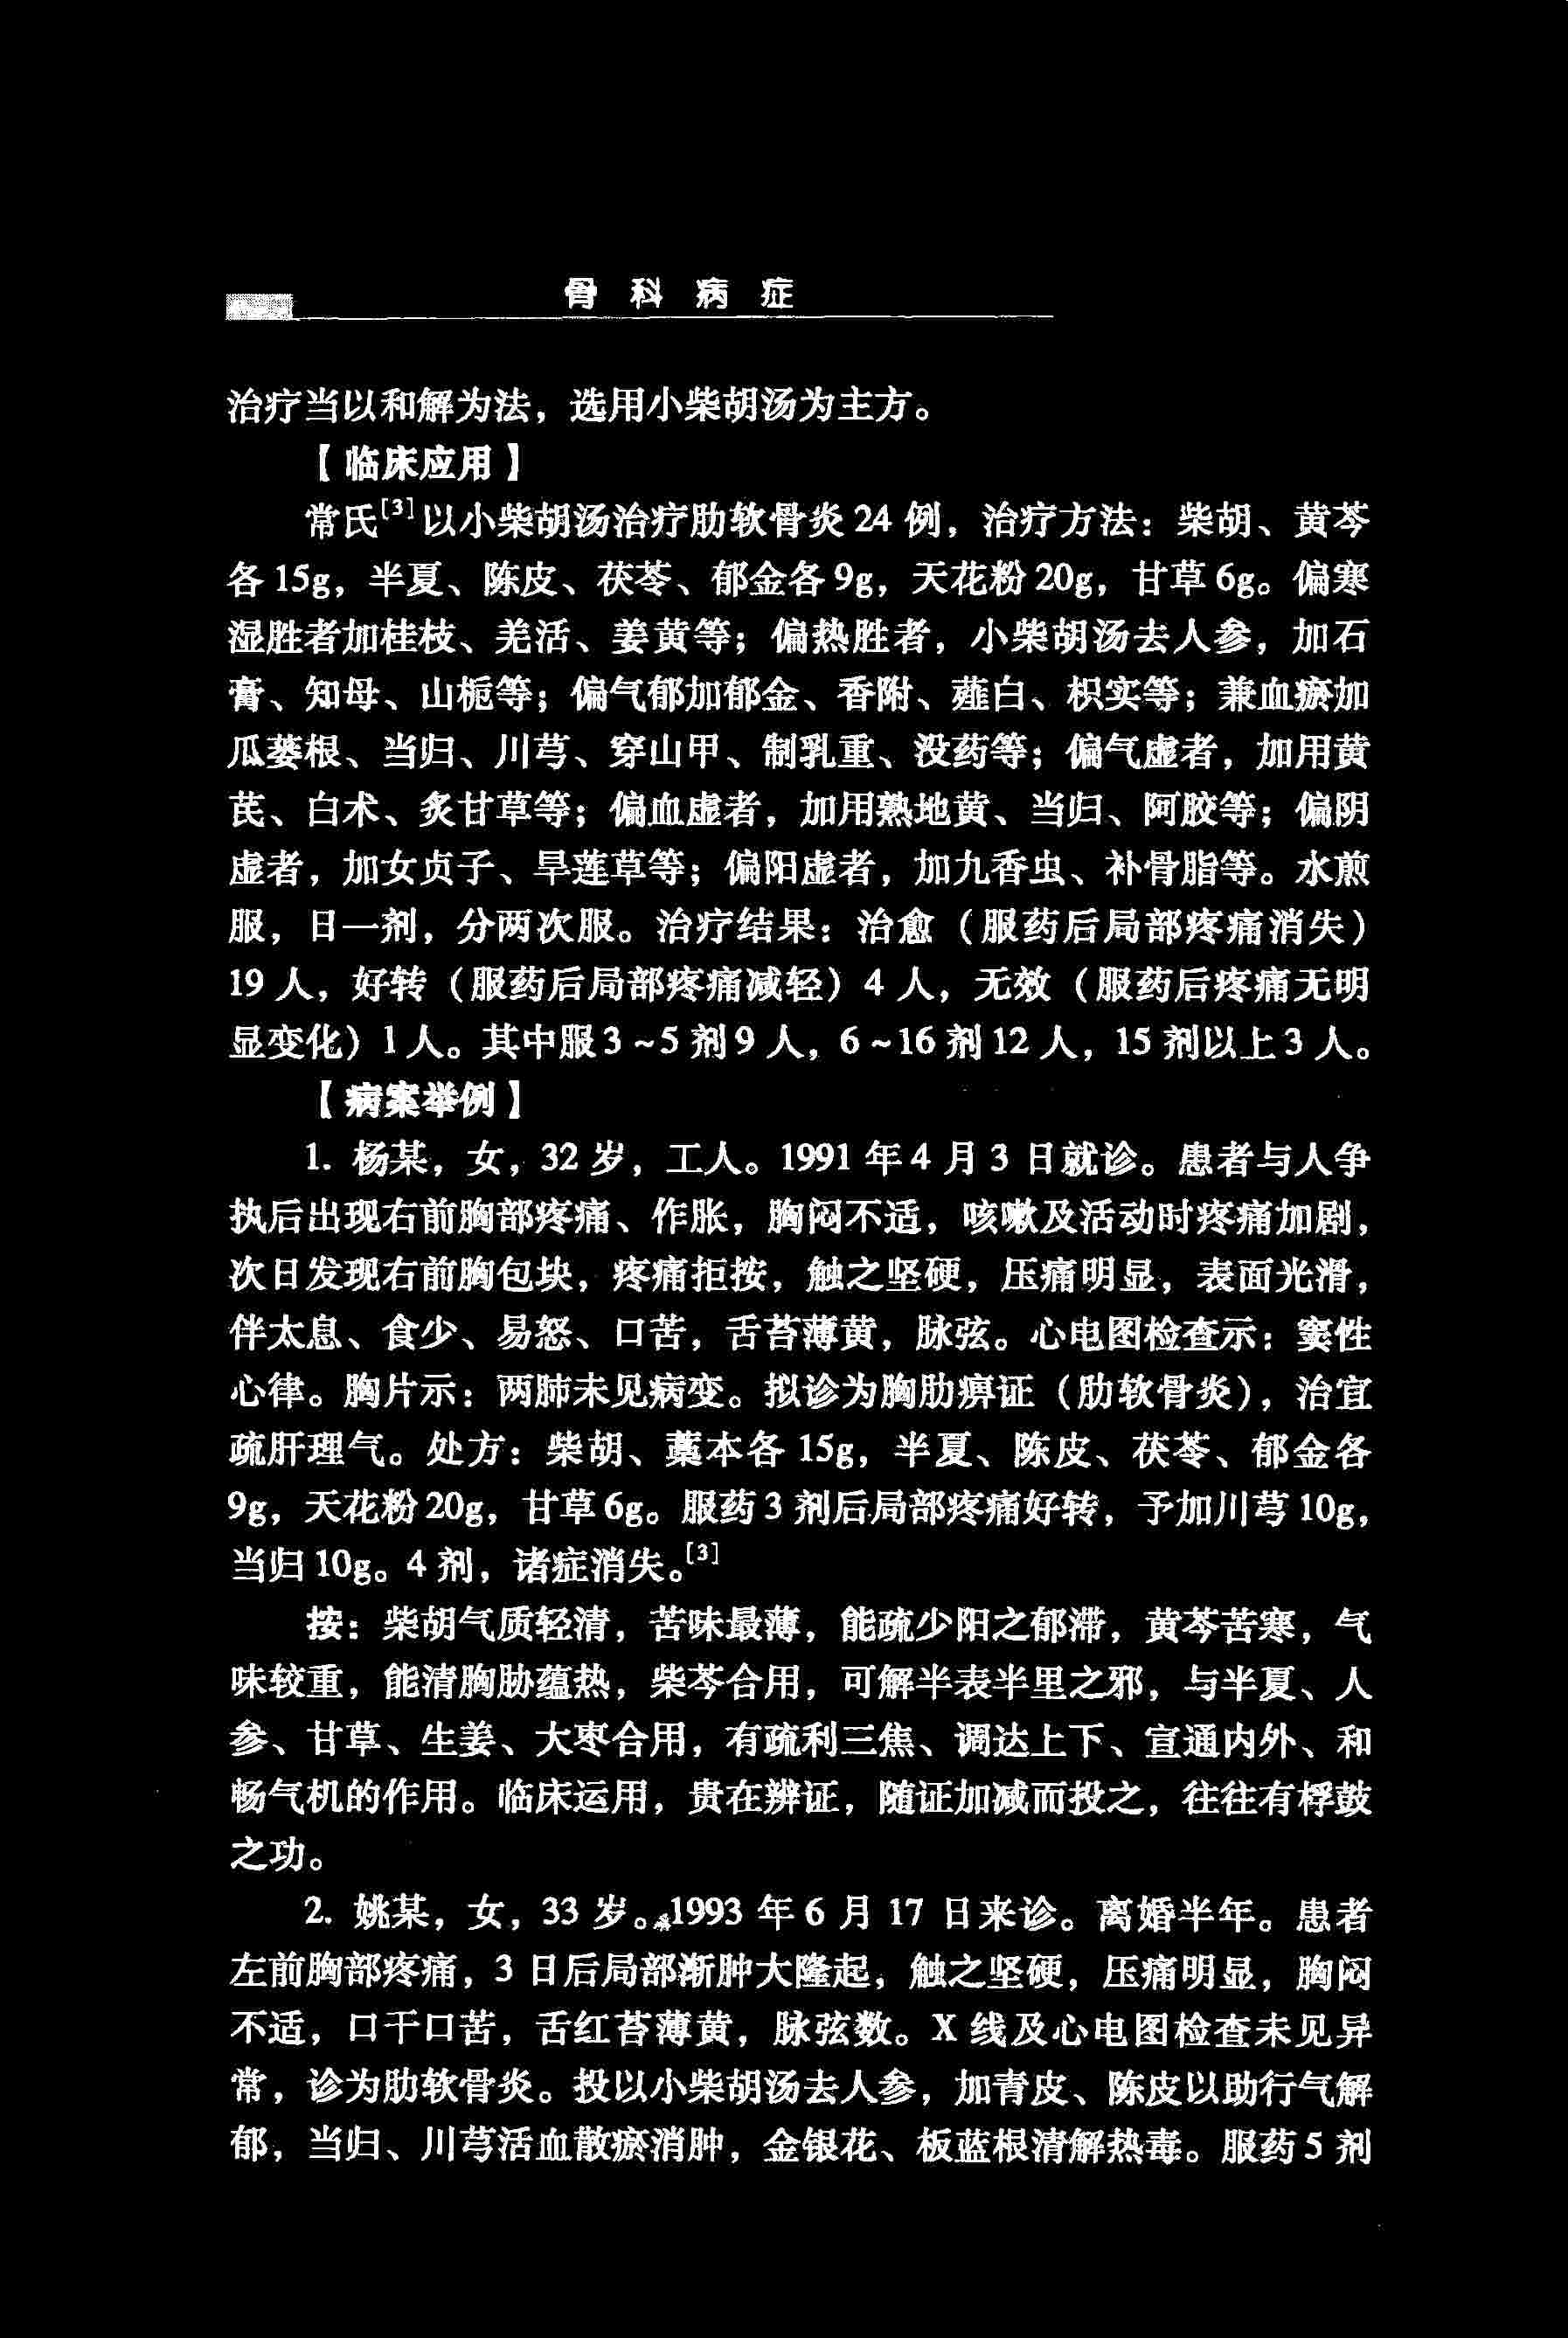 骨科病症
治疗当以和解为法，选用小柴胡汤为主方。
【临床应用】
常氏[3]以小柴胡汤治疗肋软骨炎24例，治疗方法：柴胡、黄芩
各15g，半夏、陈皮、茯苓、郁金各9g，天花粉20g，甘草6g。偏寒
湿胜者加桂枝、羌活、姜黄等；偏热胜者，小柴胡汤去人参，加石
膏、知母、山栀等；偏气郁加郁金、香附、薤白、枳实等；兼血瘀加
瓜蒌根、当归、川芎、穿山甲、制乳重、没药等；偏气虚者，加用黄
芪、白术、炙甘草等；偏血虚者，加用熟地黄、当归、阿胶等；偏阴
虚者，加女贞子、旱莲草等；偏阳虚者，加九香虫、补骨脂等。水煎
服，日一剂，分两次服。治疗结果：治愈（服药后局部疼痛消失）
19人，好转（服药后局部疼痛减轻）4人，无效（服药后疼痛无明
显变化）1人。其中服3~5剂9人，6~16剂12人，15剂以上3人。
【病案举例】
1. 杨某，女，32岁，工人。1991年4月3日就诊。患者与人争
执后出现右前胸部疼痛、作胀，胸闷不适，咳嗽及活动时疼痛加剧，
次日发现右前胸包块，疼痛拒按，触之坚硬，压痛明显，表面光滑，
伴太息、食少、易怒、口苦，舌苔薄黄，脉弦。心电图检查示：窦性
心律。胸片示：两肺未见病变。拟诊为胸肋痹证（肋软骨炎），治宜
疏肝理气。处方：柴胡、藁本各15g，半夏、陈皮、茯苓、郁金各
9g，天花粉20g，甘草6g。服药3剂后局部疼痛好转，予加川芎10g，
当归10g。4剂，诸症消失。[3]
按：柴胡气质轻清，苦味最薄，能疏少阳之郁滞，黄芩苦寒，气
味较重，能清胸胁蕴热，柴芩合用，可解半表半里之邪，与半夏、人
参、甘草、生姜、大枣合用，有疏利三焦、调达上下、宣通内外、和
畅气机的作用。临床运用，贵在辨证，随证加减而投之，往往有桴鼓
之功。
2. 姚某，女，33岁。1993年6月17日来诊。离婚半年。患者
左前胸部疼痛，3日后局部渐肿大隆起，触之坚硬，压痛明显，胸闷
不适，口干口苦，舌红苔薄黄，脉弦数。X线及心电图检查未见异
常，诊为肋软骨炎。投以小柴胡汤去人参，加青皮、陈皮以助行气解
郁，当归、川芎活血散瘀消肿，金银花、板蓝根清解热毒。服药5剂